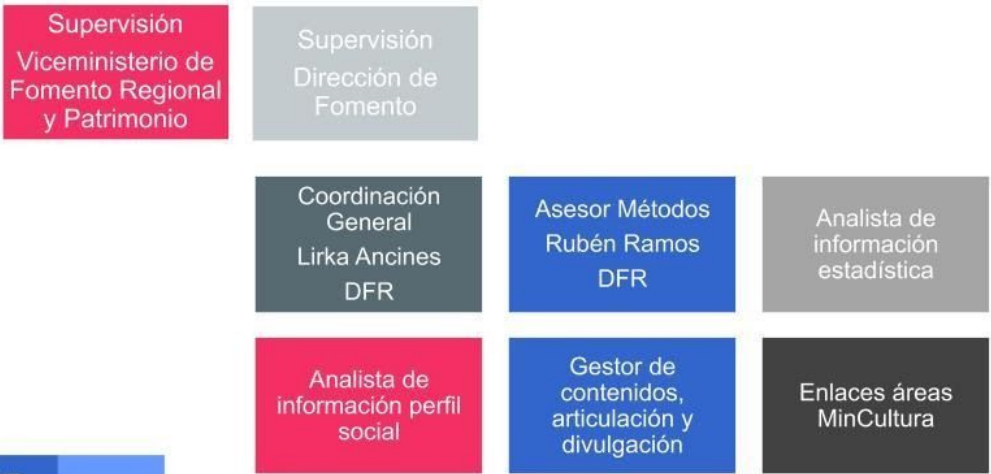 Supervisión
Viceministerio de
Fomento Regional
y Patrimonio
Supervisión
Dirección de
Fomento
Coordinación
General
Lirka Ancines
DFR
Asesor Métodos
Rubén Ramos
DFR
Analista de
información
estadística
Analista de
información perfil
social
Gestor de
contenidos,
articulación y
divulgación
Enlaces áreas
MinCultura